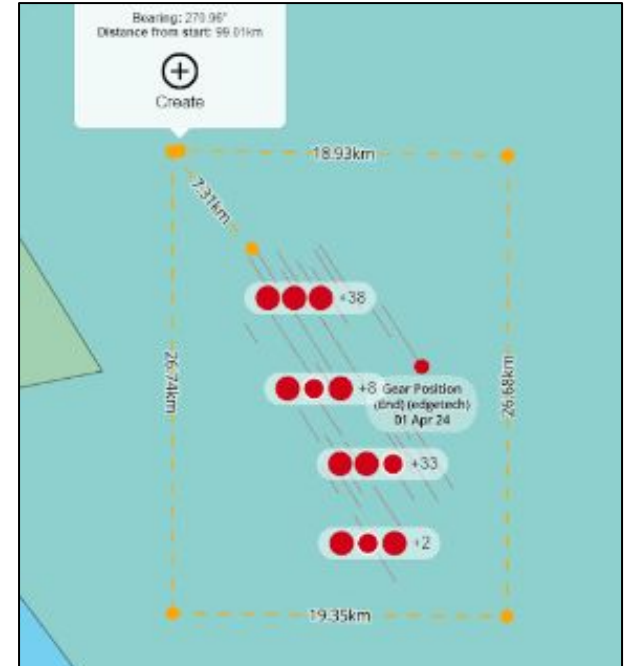 Bearing: 270.96°
Distance from start: 99.01km
Create
18.93km
7.31km
+38
26.74km
26.68km
+8
Gear Position
(End) (edgetech)
01 Apr 24
+33
+2
19.35km